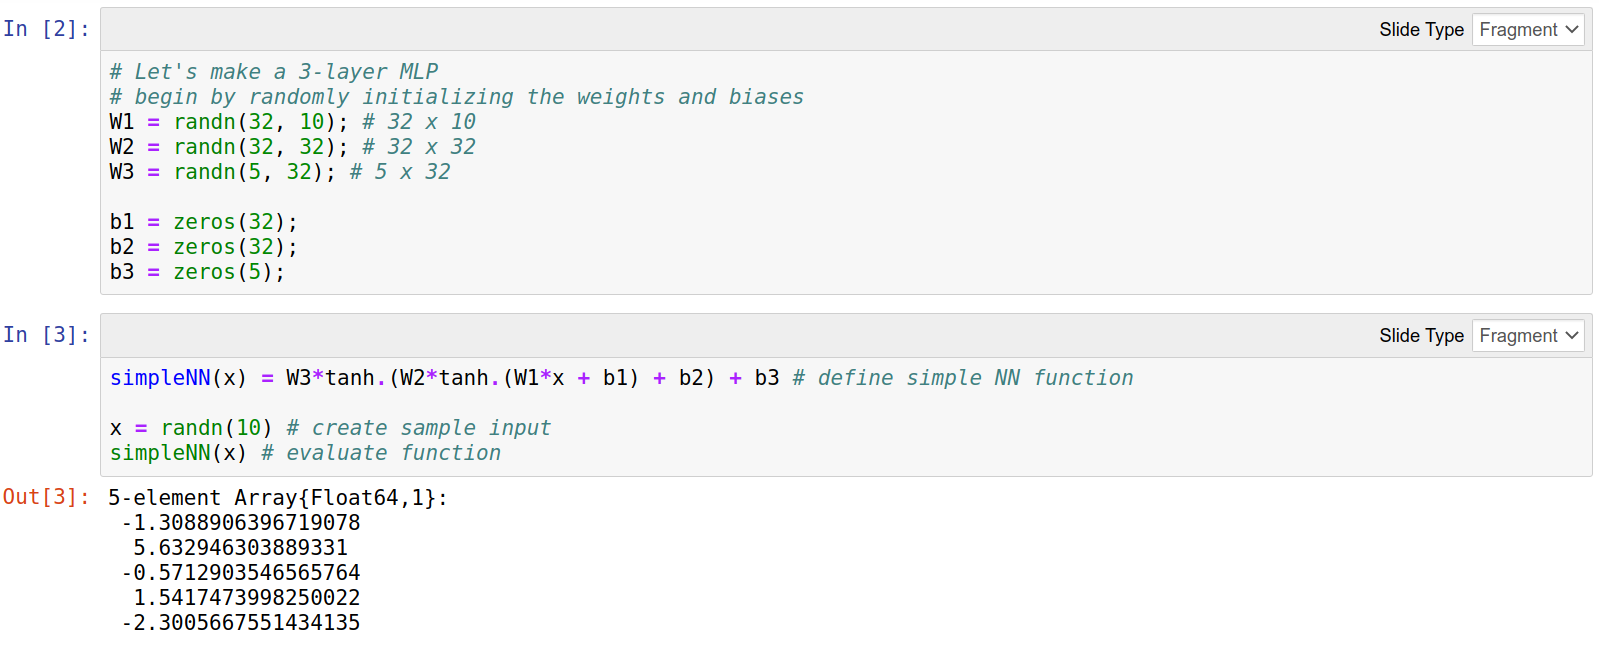 In [2]:
Slide Type Fragment
# Let's make a 3-layer MLP
# begin by randomly initializing the weights and biases
W1 = randn(32, 10); # 32 x 10
W2 = randn(32, 32); # 32 x 32
W3 = randn(5, 32); # 5 x 32
b1 = zeros(32);
b2 = zeros(32);
b3 = zeros(5);
In [3]:
Slide Type Fragment
simpleNN(x) = W3*tanh.(W2*tanh.(W1*x + b1) + b2) + b3 # define simple NN function
x = randn(10) # create sample input
simpleNN(x) # evaluate function
Out[3]: 5-element Array{Float64,1}:
-1.3088906396719078
5.632946303889331
-0.5712903546565764
1.5417473998250022
-2.3005667551434135